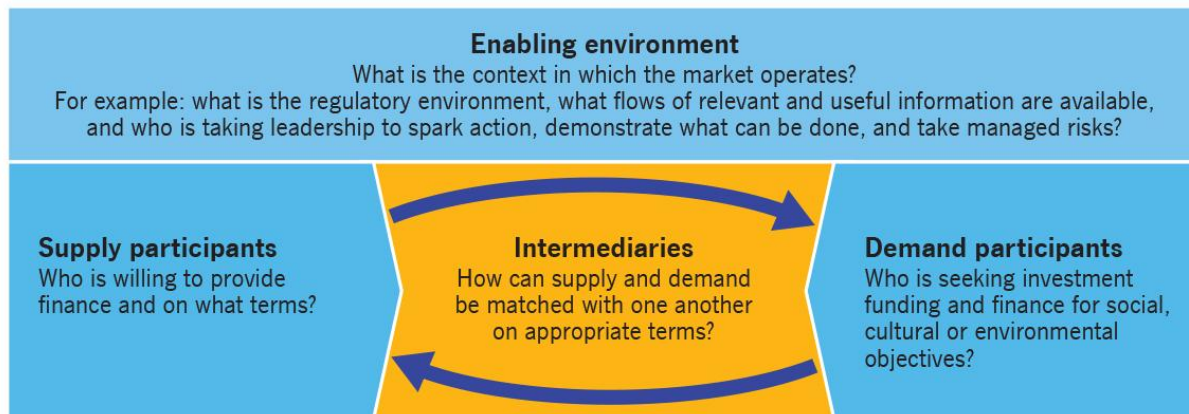 Enabling environment
What is the context in which the market operates?
For example: what is the regulatory environment, what flows of relevant and useful information are available,
and who is taking leadership to spark action, demonstrate what can be done, and take managed risks?
Supply participants
Who is willing to provide
finance and on what terms?
Intermediaries
How can supply and demand
be matched with one another
on appropriate terms?
Demand participants
Who is seeking investment
funding and finance for social,
cultural or environmental
objectives?